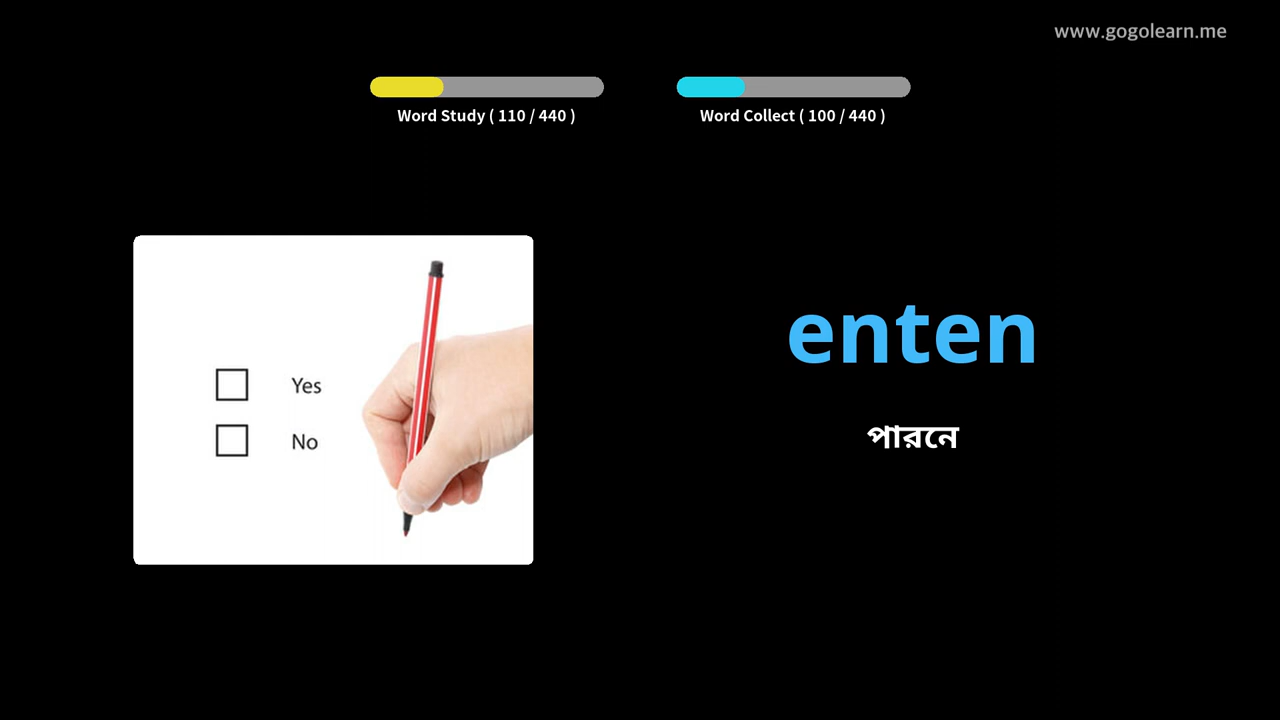 www.gogolearn.me
Word Study ( 110 / 440 )
Word Collect ( 100 / 440 )
enten
পারনে
Yes
No